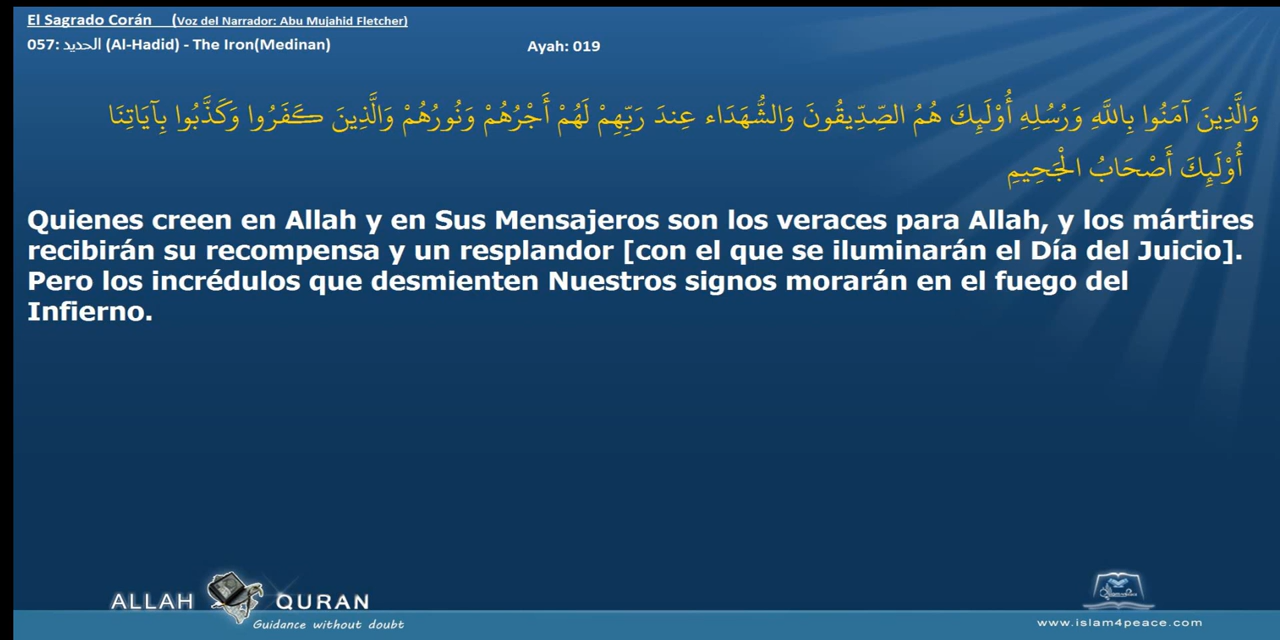 El Sagrado Corán (Voz del Narrador: Abu Mujahid Fletcher)
057: الحديد (Al-Hadid) - The Iron(Medinan) Ayah: 019
وَالَّذِينَ آمَنُوا بِاللَّهِ وَرُسُلِهِ أُوْلَئِكَ هُمُ الصِّدِّيقُونَ وَالشُّهَدَاء عِندَ رَبِّهِمْ لَهُمْ أَجْرُهُمْ وَنُورُهُمْ وَالَّذِينَ كَفَرُوا وَكَذَّبُوا بِآيَاتِنَا
أُوْلَئِكَ أَصْحَابُ الْجَحِيمِ
Quienes creen en Allah y en Sus Mensajeros son los veraces para Allah, y los mártires
recibirán su recompensa y un resplandor [con el que se iluminarán el Día del Juicio].
Pero los incrédulos que desmienten Nuestros signos morarán en el fuego del
Infierno.
ALLAH QURAN
Guidance without doubt
www.islam4peace.com